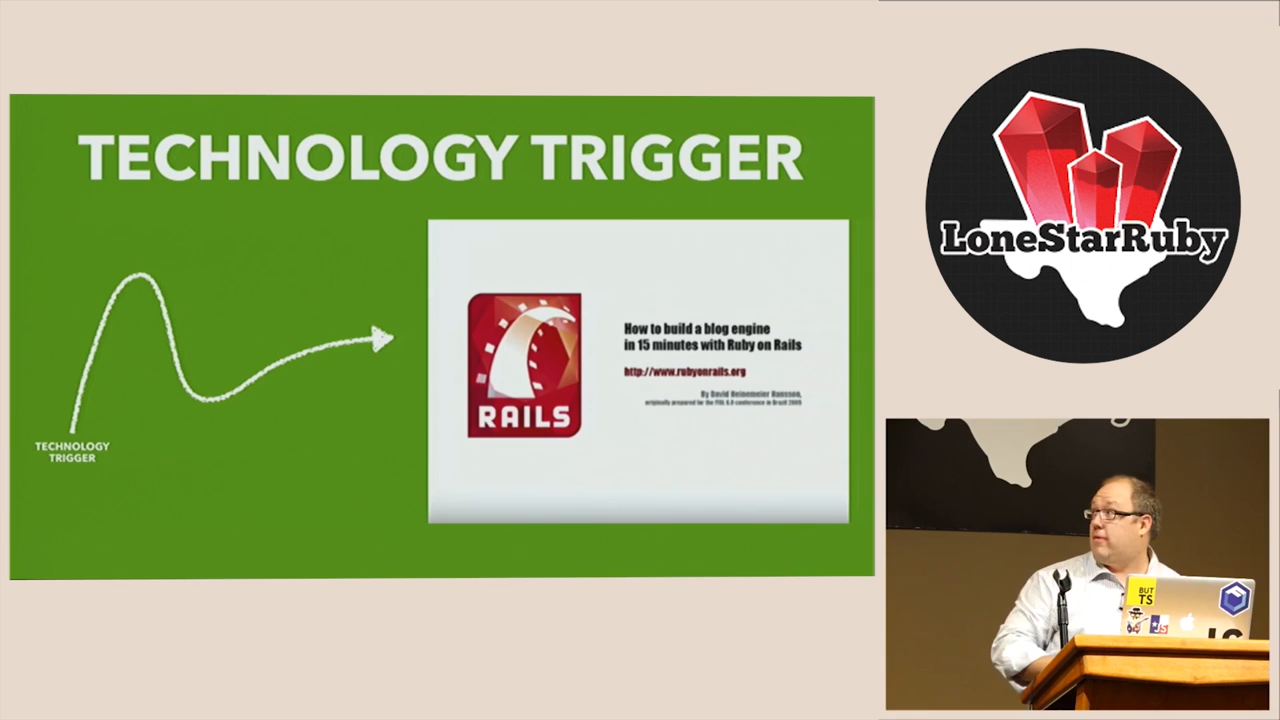 TECHNOLOGY TRIGGER
TECHNOLOGY
TRIGGER
RAILS
How to build a blog engine
in 15 minutes with Ruby on Rails
http://www.rubyonrails.org
By David Heinemeier Hansson,
originally prepared for the FISL 6.0 conference in Brazil 2005
LoneStarRuby
BUT
TS
JS